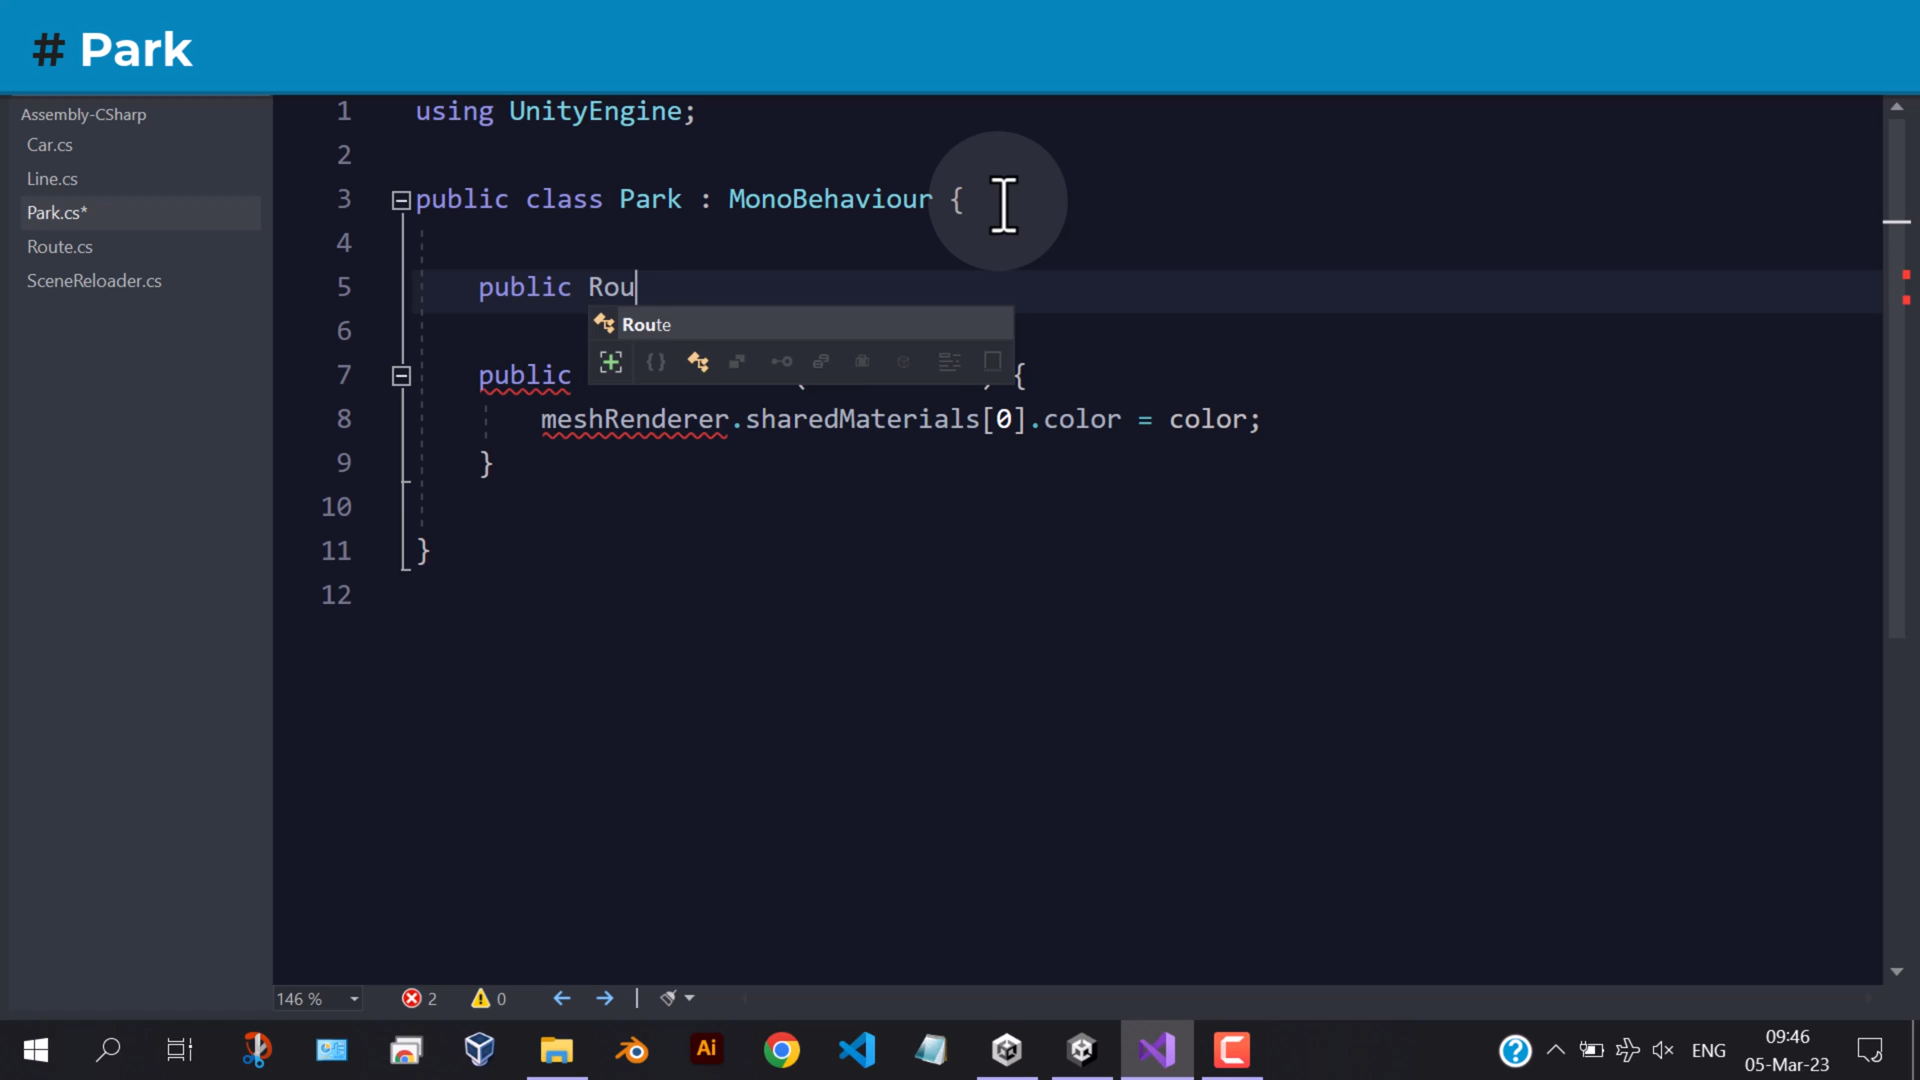 # Park
Assembly-CSharp
Car.cs
Line.cs
Park.cs*
Route.cs
SceneReloader.cs
1 using UnityEngine;
2
3 public class Park : MonoBehaviour {
4
5 public Rou
Route
6
7 public {
8 meshRenderer.sharedMaterials[0].color = color;
9 }
10
11 }
12
146 % 2 0
Ai
ENG
09:46
05-Mar-23